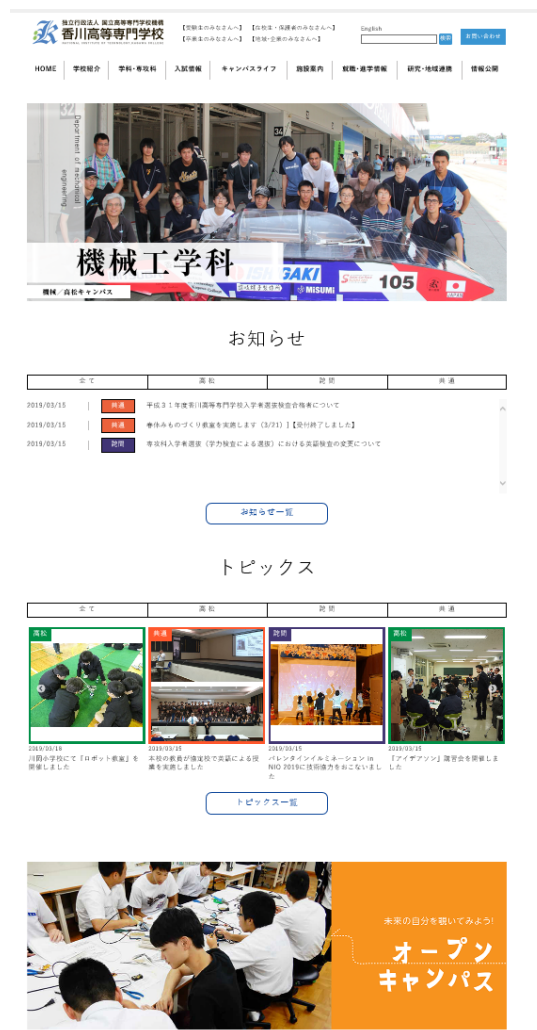 独立行政法人 国立高等専門学校機構
香川高等専門学校
NATIONAL INSTITUTE OF TECHNOLOGY, KAGAWA COLLEGE
【受験生のみなさんへ】 【在校生・保護者のみなさんへ】
【卒業生のみなさんへ】 【地域・企業のみなさんへ】
English
検索
お問い合わせ
HOME 学校紹介 学科・専攻科 入試情報 キャンパスライフ 施設案内 就職・進学情報 研究・地域連携 情報公開
32
34
Department of mechanical
engineering
機械工学科
機械／高松キャンパス
ISHIGAKI
MiSUMi
105
お知らせ
全て 高松 詫間 共通
2019/03/15 共通 平成３１年度香川高等専門学校入学者選抜検査合格者について
2019/03/15 共通 春休みものづくり教室を実施します（3/21）【受付終了しました】
2019/03/15 詫間 専攻科入学者選抜（学力検査による選抜）における英語検査の変更について
お知らせ一覧
トピックス
全て 高松 詫間 共通
高松 共通 詫間 高松
2019/03/18
川岡小学校にて『ロボット教室』を
開催しました
2019/03/15
本校の教員が協定校で英語による授
業を実施しました
2019/03/15
バレンタインイルミネーション in
NIO 2019に技術協力をおこないまし
た
2019/03/15
『アイデアソン』講習会を開催しま
した
トピックス一覧
未来の自分を覗いてみよう!
オープン
キャンパス